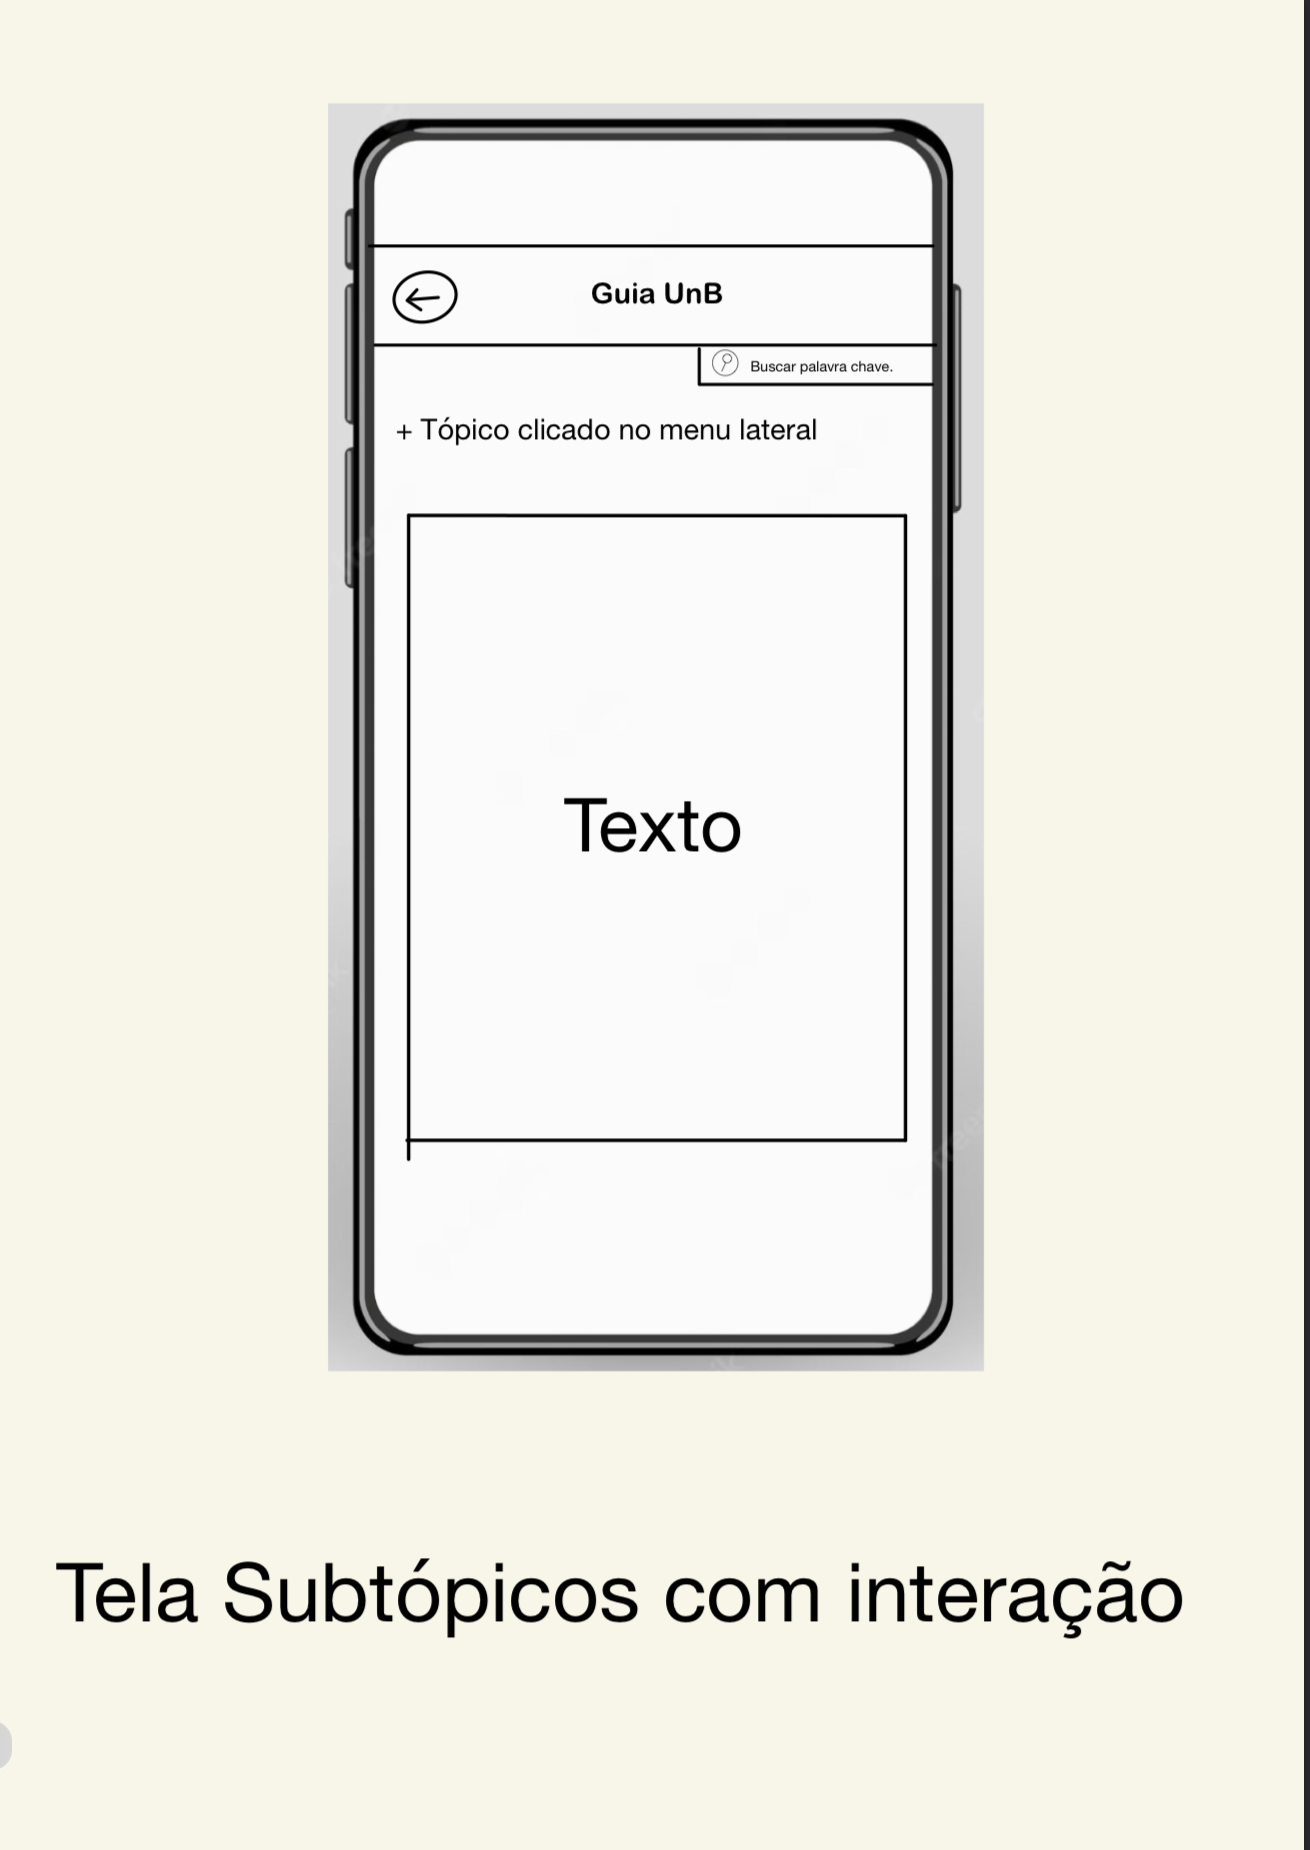 Guia UnB
Buscar palavra chave.
+ Tópico clicado no menu lateral
Texto
Tela Subtópicos com interação